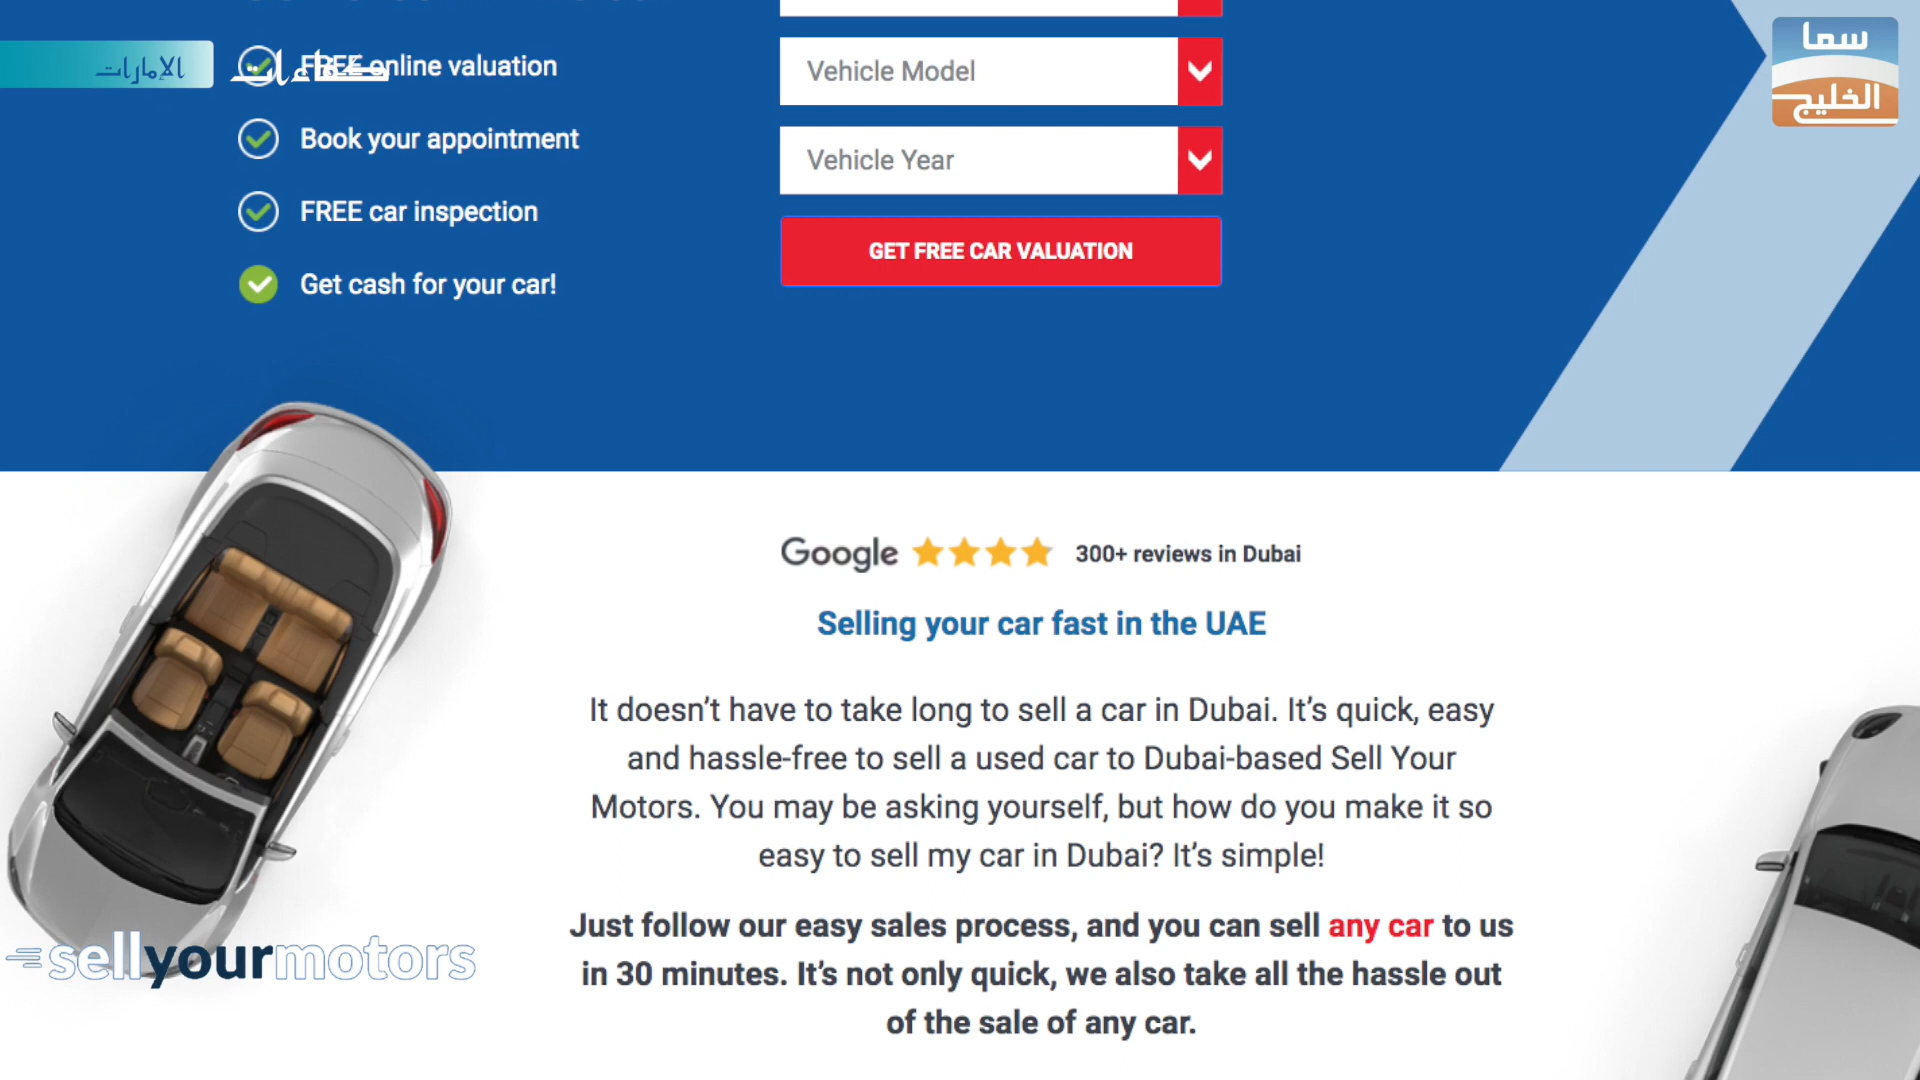 الإمارات
سما
الخليج
FREE online valuation
Book your appointment
FREE car inspection
Get cash for your car!
Vehicle Model
Vehicle Year
GET FREE CAR VALUATION
Google 300+ reviews in Dubai
Selling your car fast in the UAE
It doesn’t have to take long to sell a car in Dubai. It’s quick, easy
and hassle-free to sell a used car to Dubai-based Sell Your
Motors. You may be asking yourself, but how do you make it so
easy to sell my car in Dubai? It’s simple!
Just follow our easy sales process, and you can sell any car to us
in 30 minutes. It’s not only quick, we also take all the hassle out
of the sale of any car.
sellyourmotors